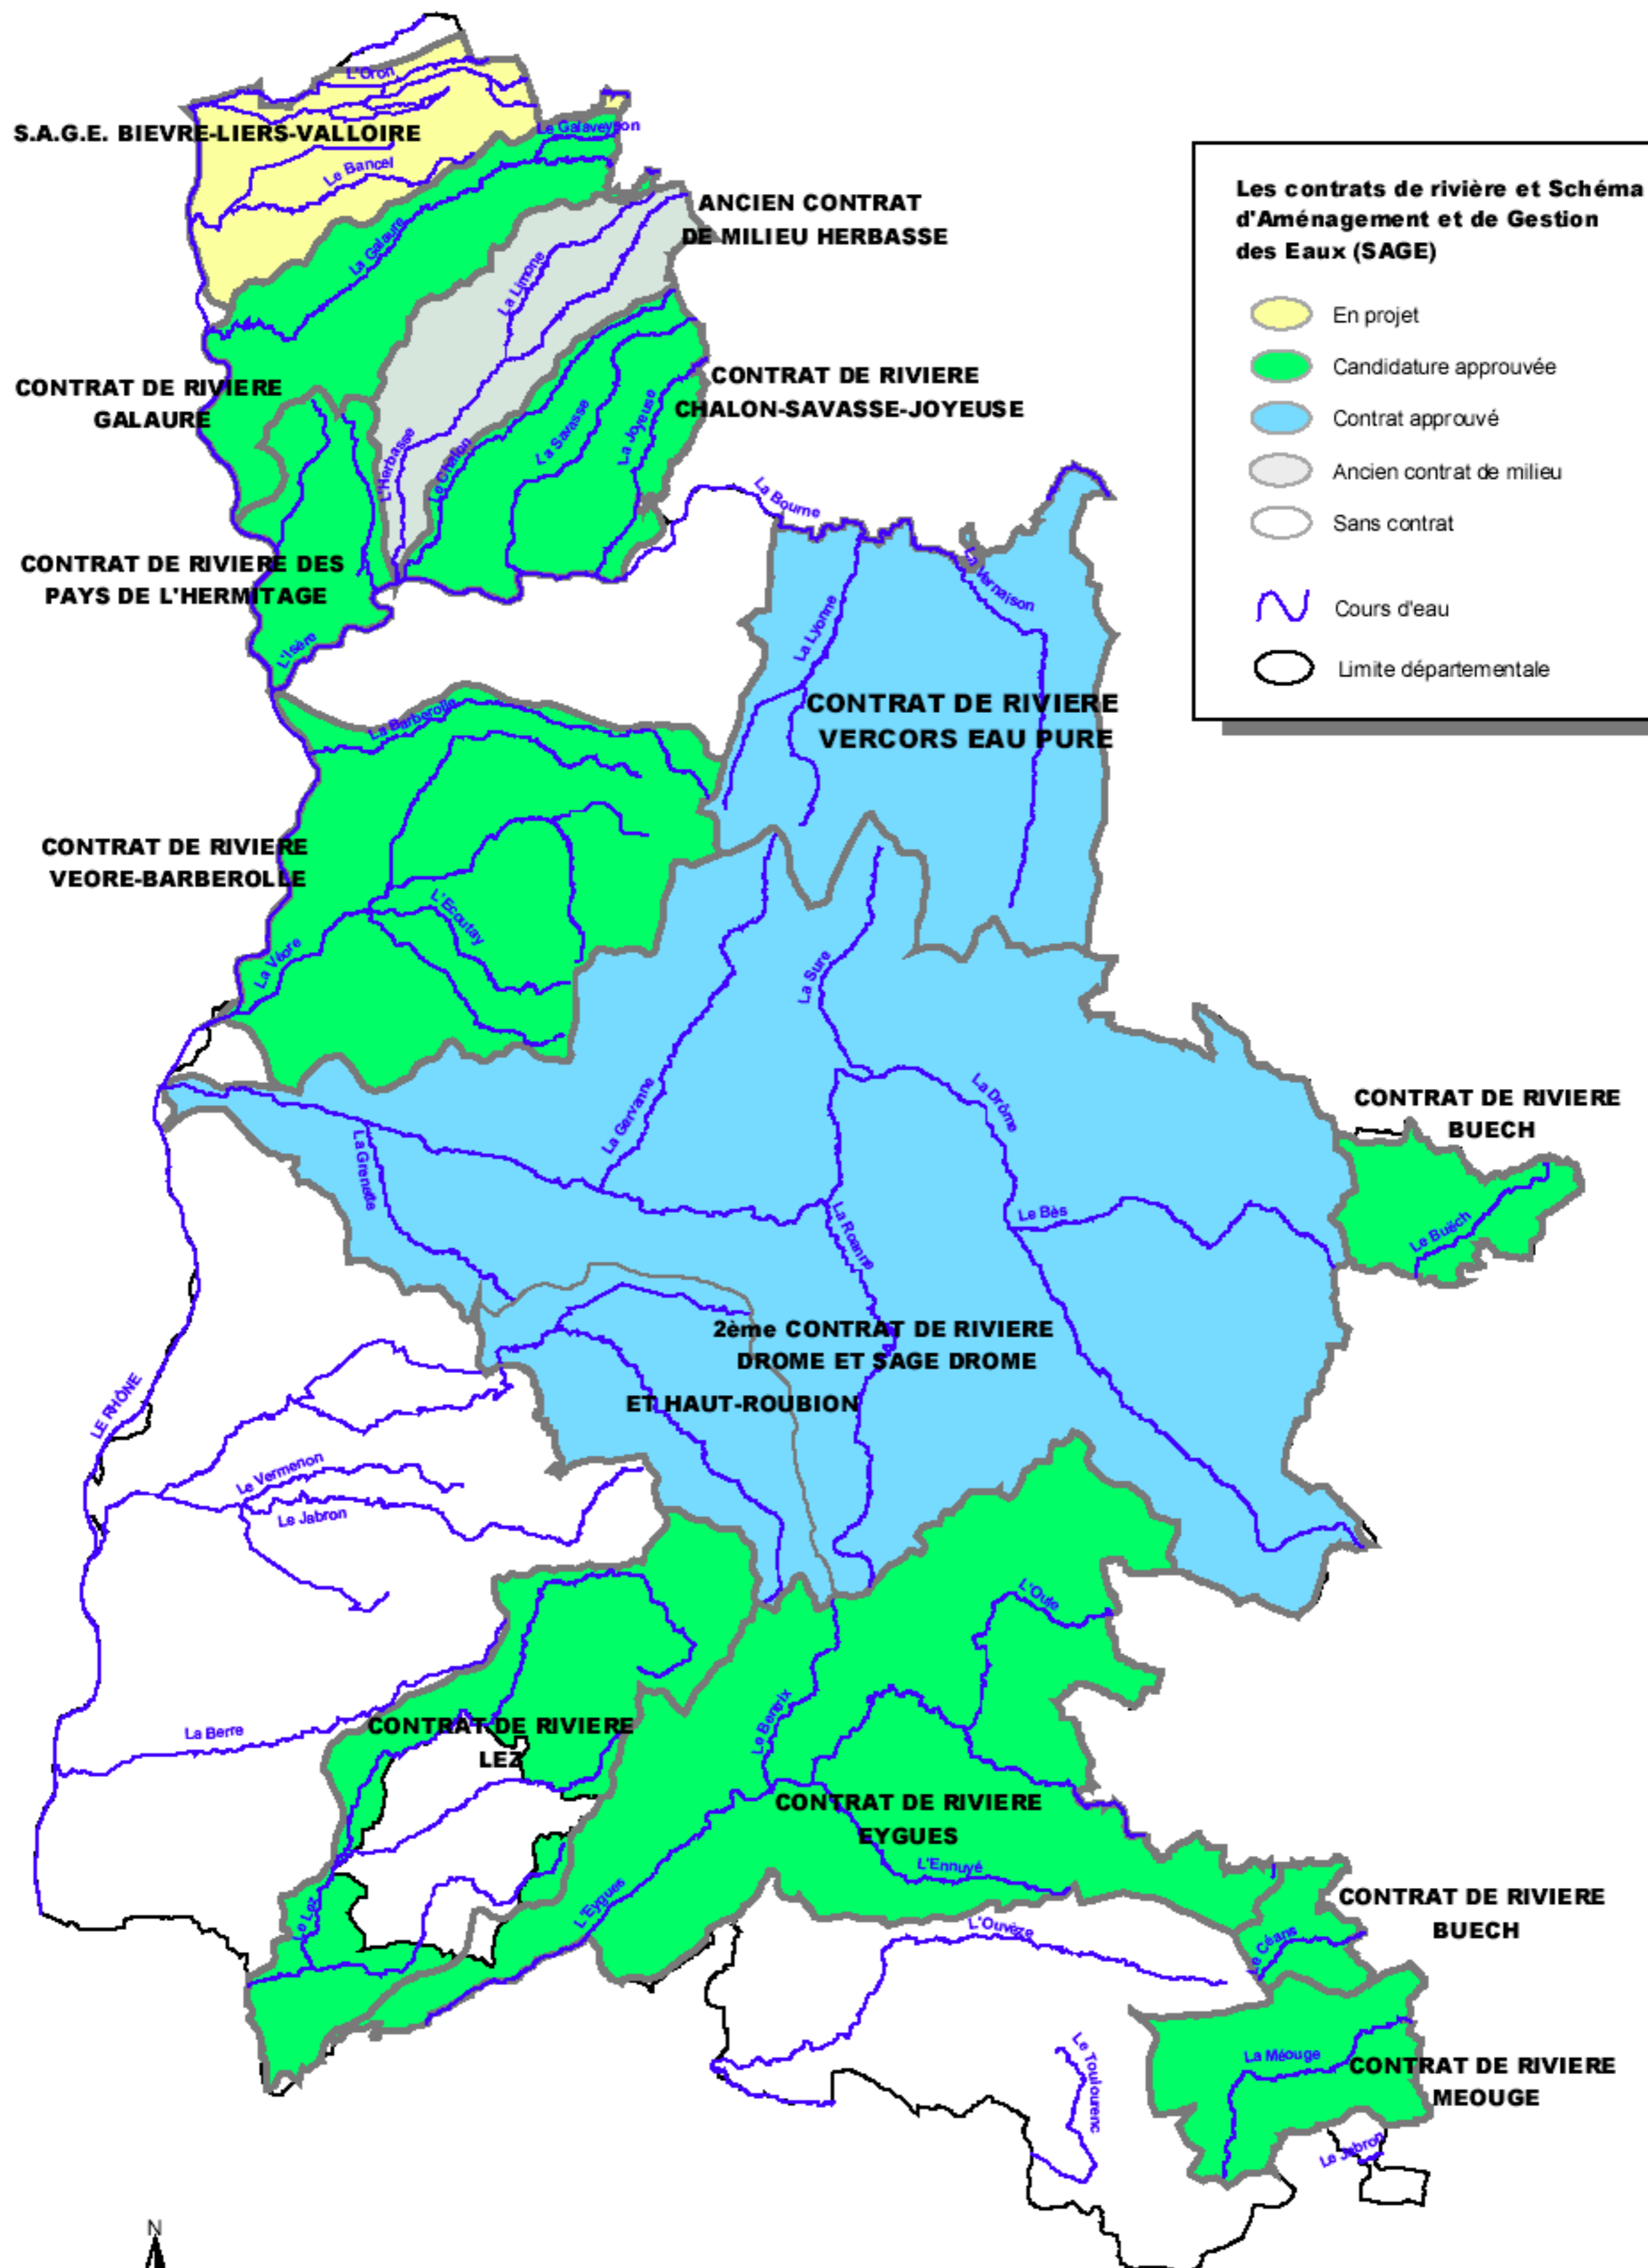 L'Oron
S.A.G.E. BIEVRE-LIERS-VALLOIRE
Le Galaveyson
Le Bancel
ANCIEN CONTRAT
DE MILIEU HERBASSE
La Galaure
La Limone
Les contrats de rivière et Schéma
d'Aménagement et de Gestion
des Eaux (SAGE)
En projet
Candidature approuvée
Contrat approuvé
Ancien contrat de milieu
Sans contrat
Cours d'eau
Limite départementale
CONTRAT DE RIVIERE
GALAURE
CONTRAT DE RIVIERE
CHALON-SAVASSE-JOYEUSE
L'Herbasse
Le Chalon
La Savasse
La Joyeuse
La Bourne
CONTRAT DE RIVIERE DES
PAYS DE L'HERMITAGE
L'Isère
La Vernaison
La Lyonne
CONTRAT DE RIVIERE
VERCORS EAU PURE
La Barberolle
CONTRAT DE RIVIERE
VEORE-BARBEROLLE
L'Ecoutay
La Véore
La Sure
La Gervanne
La Drôme
CONTRAT DE RIVIERE
BUECH
La Grenette
La Roanne
Le Bès
Le Buëch
2ème CONTRAT DE RIVIERE
DROME ET SAGE DROME
ET HAUT-ROUBION
LE RHÔNE
Le Vermenon
Le Jabron
L'Oule
La Berre
CONTRAT DE RIVIERE
LEZ
Le Bentrix
CONTRAT DE RIVIERE
EYGUES
L'Ennuyé
L'Eygues
Le Lez
L'Ouvèze
CONTRAT DE RIVIERE
BUECH
Le Céans
La Méouge
CONTRAT DE RIVIERE
MEOUGE
Le Toulourenc
Le Jabron
N